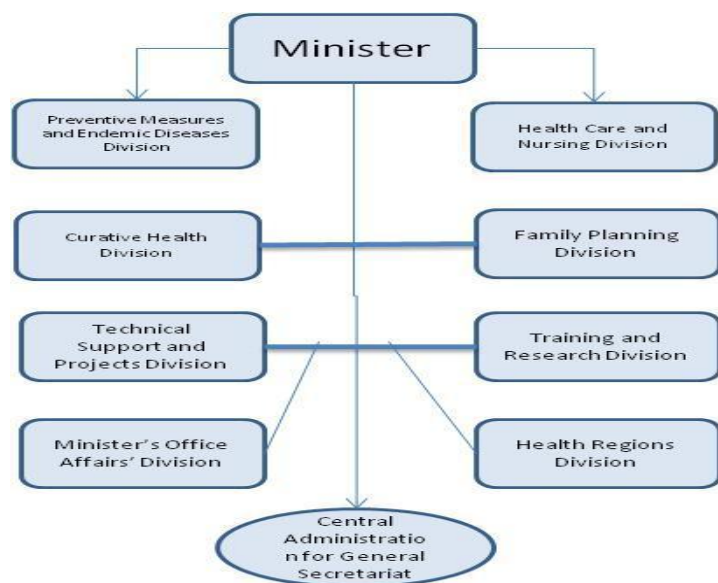 Minister
Preventive Measures
and Endemic Diseases
Division
Health Care and
Nursing Division
Curative Health
Division
Family Planning
Division
Technical
Support and
Projects Division
Training and
Research Division
Minister's Office
Affairs' Division
Health Regions
Division
Central
Administratio
n for General
Secretariat